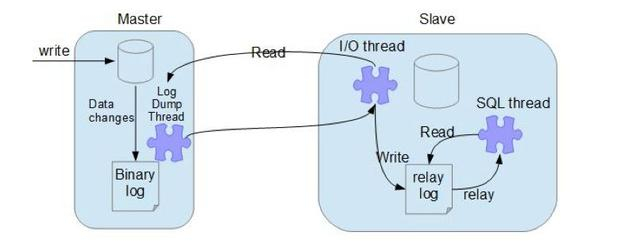 Master
Slave
write
Read
I/O thread
Log
Dump
Thread
Data
changes
SQL thread
Read
Write
Binary
log
relay
log
relay